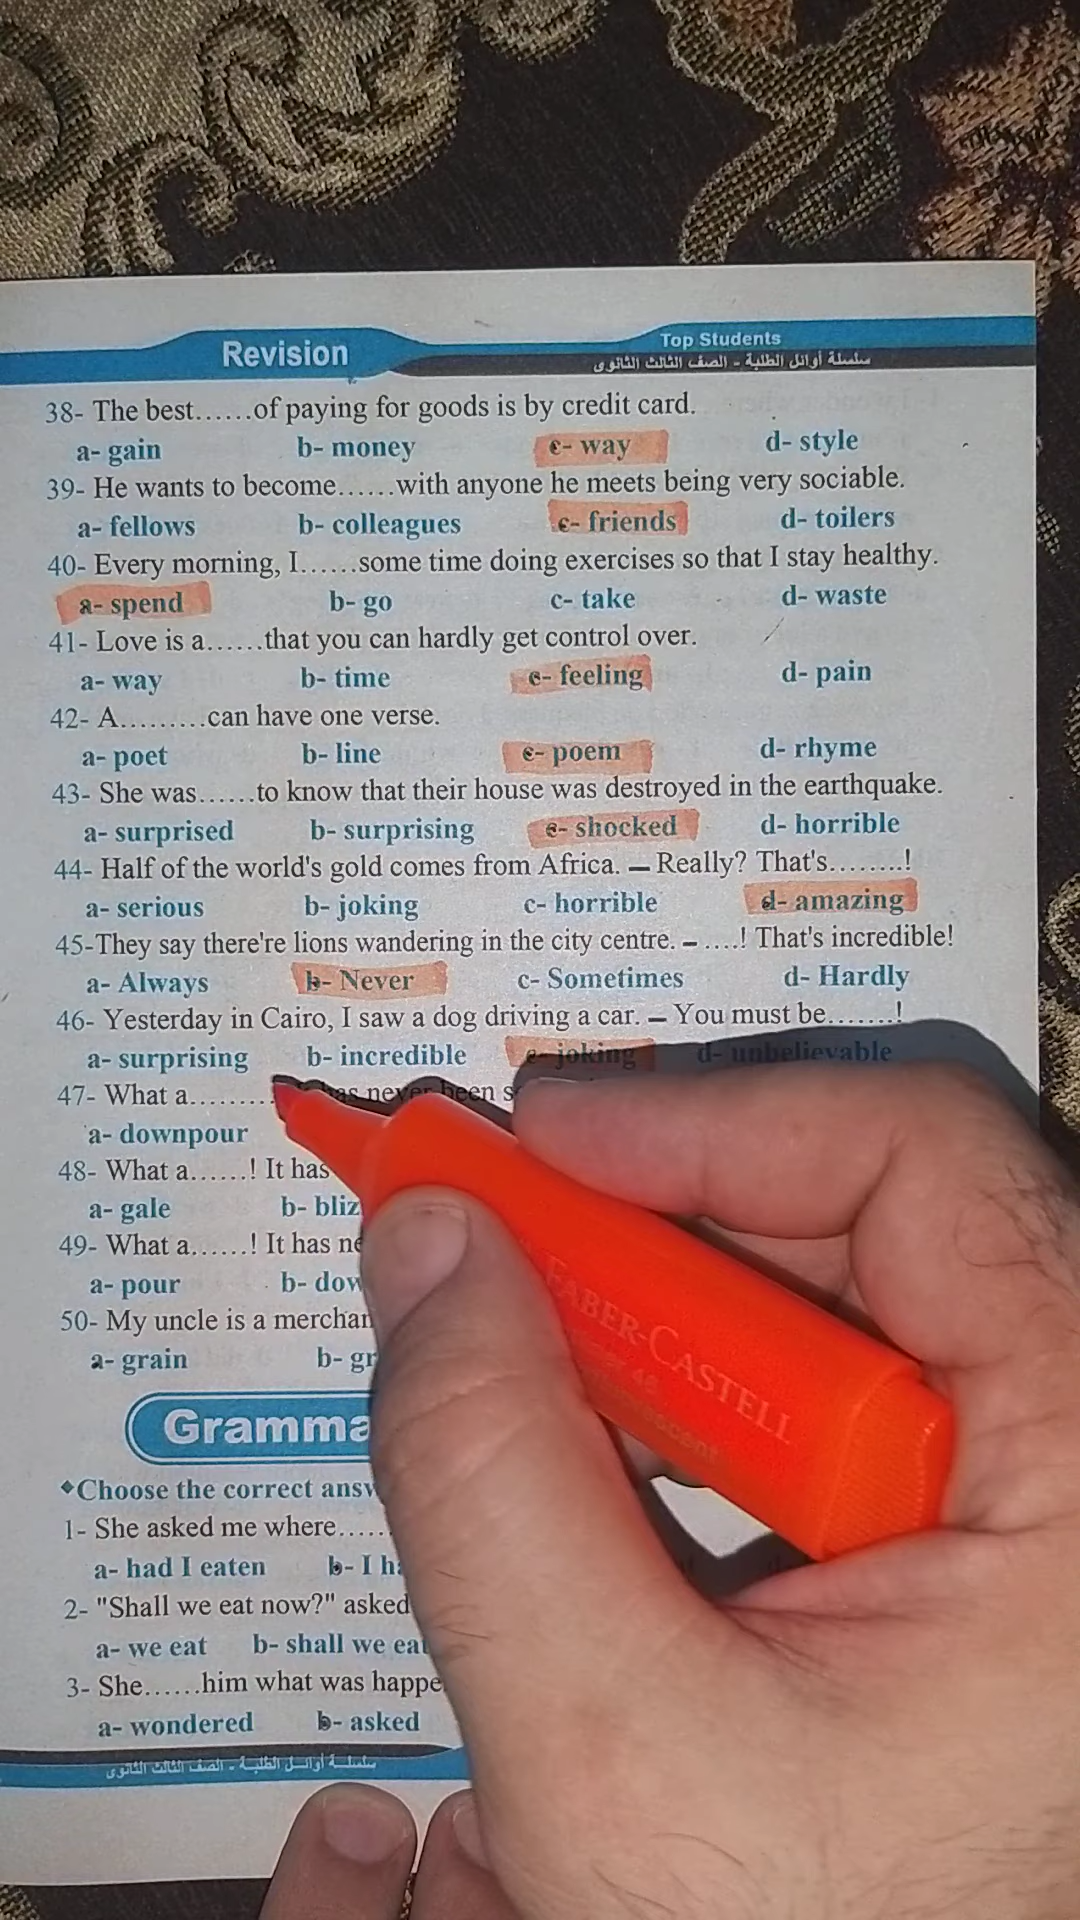 Revision
Top Students
سلسلة أوائل الطلبة - الصف الثالث الثانوى
38- The best......of paying for goods is by credit card.
a- gain b- money c- way d- style
39- He wants to become......with anyone he meets being very sociable.
a- fellows b- colleagues c- friends d- toilers
40- Every morning, I......some time doing exercises so that I stay healthy.
a- spend b- go c- take d- waste
41- Love is a......that you can hardly get control over.
a- way b- time c- feeling d- pain
42- A.........can have one verse.
a- poet b- line c- poem d- rhyme
43- She was......to know that their house was destroyed in the earthquake.
a- surprised b- surprising c- shocked d- horrible
44- Half of the world's gold comes from Africa. – Really? That's........!
a- serious b- joking c- horrible d- amazing
45-They say there're lions wandering in the city centre. – ....! That's incredible!
a- Always b- Never c- Sometimes d- Hardly
46- Yesterday in Cairo, I saw a dog driving a car. – You must be.......!
a- surprising b- incredible c- joking d- unbelievable
47- What a......... has never been
a- downpour
48- What a......! It has
a- gale b-
49- What a......! It has
a- pour b-
50- My uncle is a
a- grain b-
◆Choose the correct
1- She asked me where......
a- had I eaten b- I
2- "Shall we eat now?" asked
a- we eat b- shall we
3- She......him what was
a- wondered b- asked
سلسلة أوائل الطلبة - الصف الثالث الثانوى
FABER-CASTELL